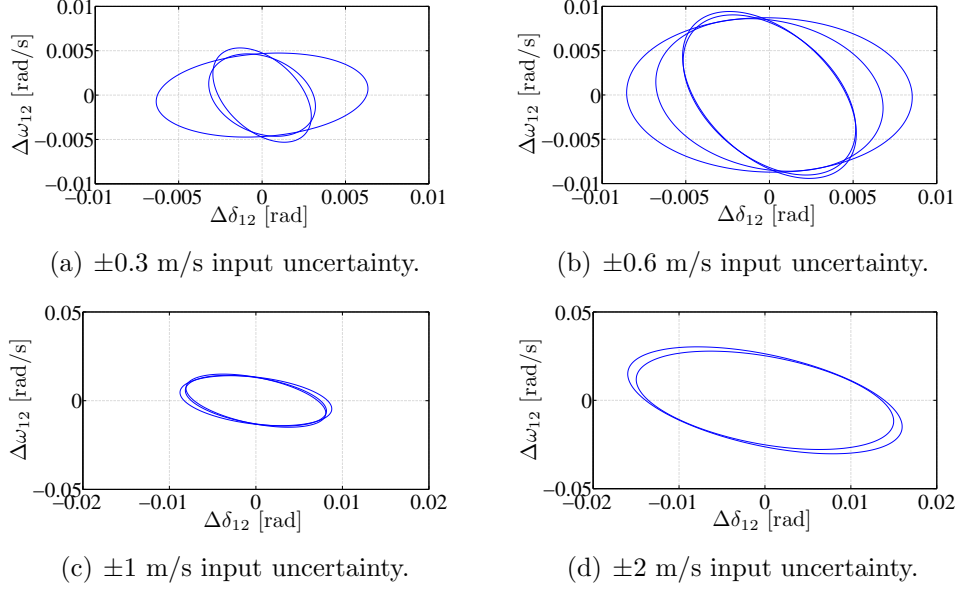 0.01
0.005
0
−0.005
−0.01
−0.01 −0.005 0 0.005 0.01
Δω12 [rad/s]
Δδ12 [rad]
(a) ±0.3 m/s input uncertainty.
0.01
0.005
0
−0.005
−0.01
−0.01 −0.005 0 0.005 0.01
Δω12 [rad/s]
Δδ12 [rad]
(b) ±0.6 m/s input uncertainty.
0.05
0
−0.05
−0.02 −0.01 0 0.01 0.02
Δω12 [rad/s]
Δδ12 [rad]
(c) ±1 m/s input uncertainty.
0.05
0
−0.05
−0.02 −0.01 0 0.01 0.02
Δω12 [rad/s]
Δδ12 [rad]
(d) ±2 m/s input uncertainty.